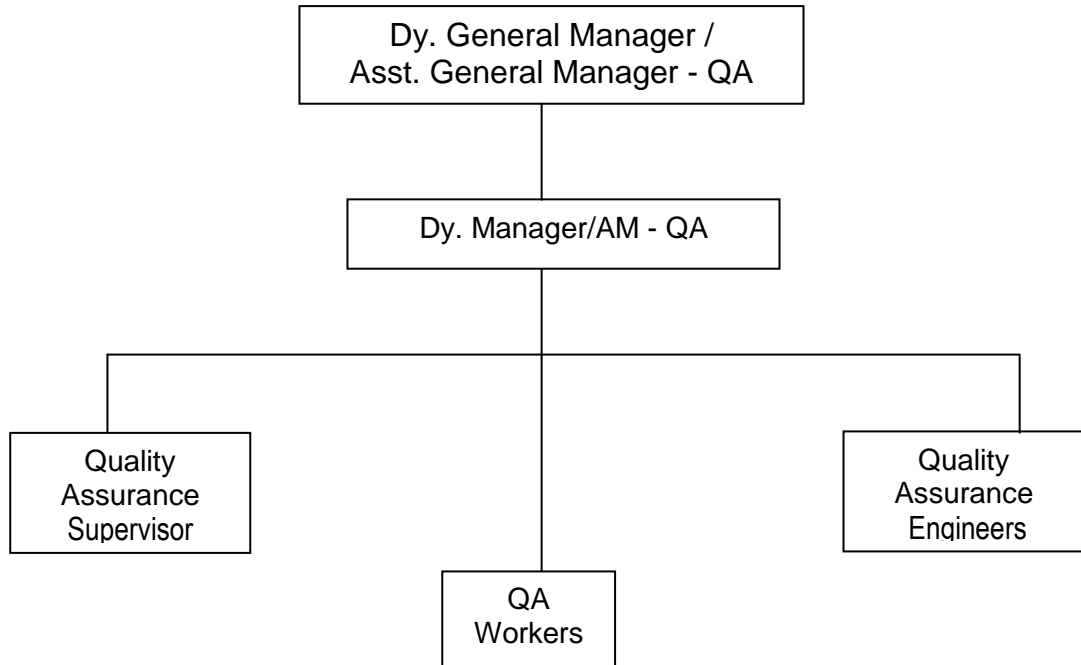 Dy. General Manager /
Asst. General Manager - QA
Dy. Manager/AM - QA
Quality
Assurance
Supervisor
Quality
Assurance
Engineers
QA
Workers